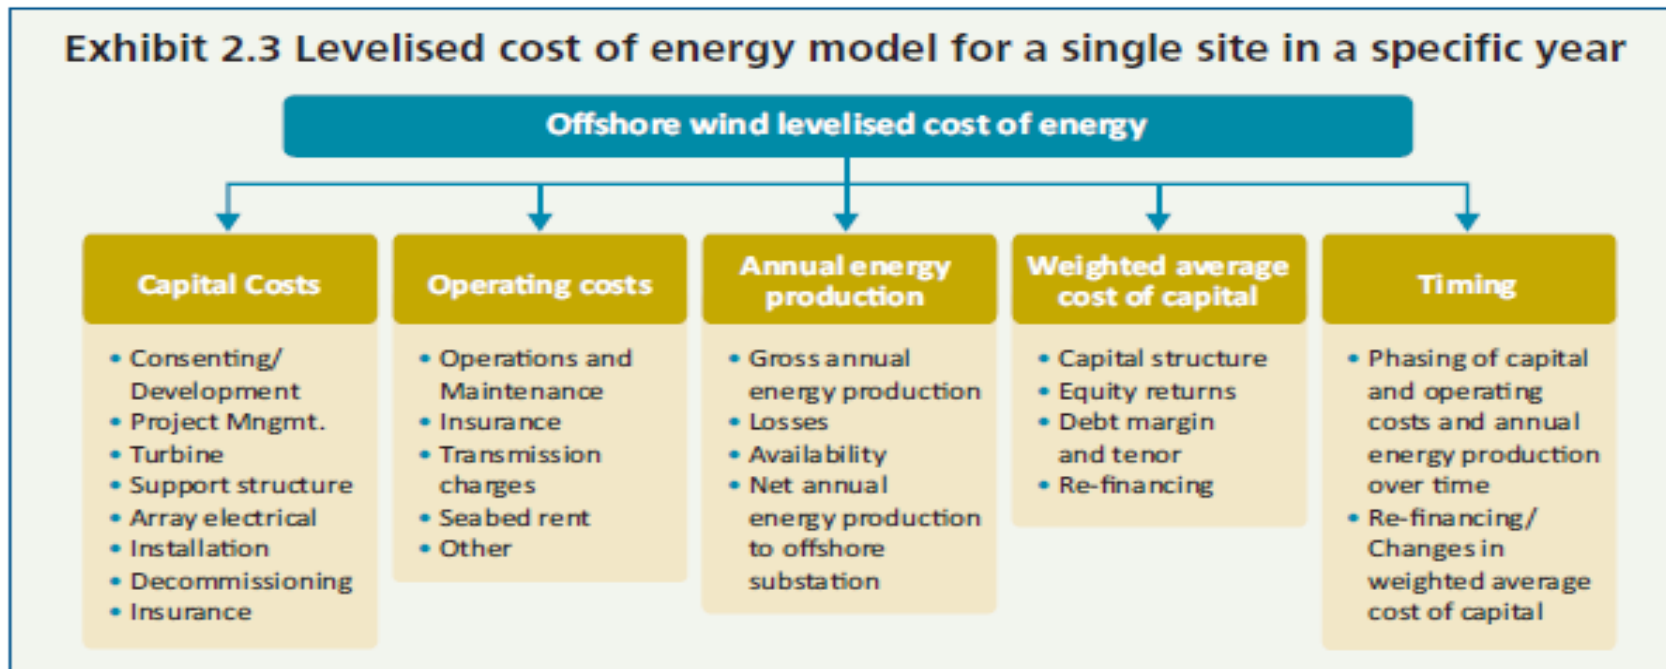 Exhibit 2.3 Levelised cost of energy model for a single site in a specific year
Offshore wind levelised cost of energy
Capital Costs
• Consenting/
Development
• Project Mngmt.
• Turbine
• Support structure
• Array electrical
• Installation
• Decommissioning
• Insurance
Operating costs
• Operations and
Maintenance
• Insurance
• Transmission
charges
• Seabed rent
• Other
Annual energy
production
• Gross annual
energy production
• Losses
• Availability
• Net annual
energy production
to offshore
substation
Weighted average
cost of capital
• Capital structure
• Equity returns
• Debt margin
and tenor
• Re-financing
Timing
• Phasing of capital
and operating
costs and annual
energy production
over time
• Re-financing/
Changes in
weighted average
cost of capital